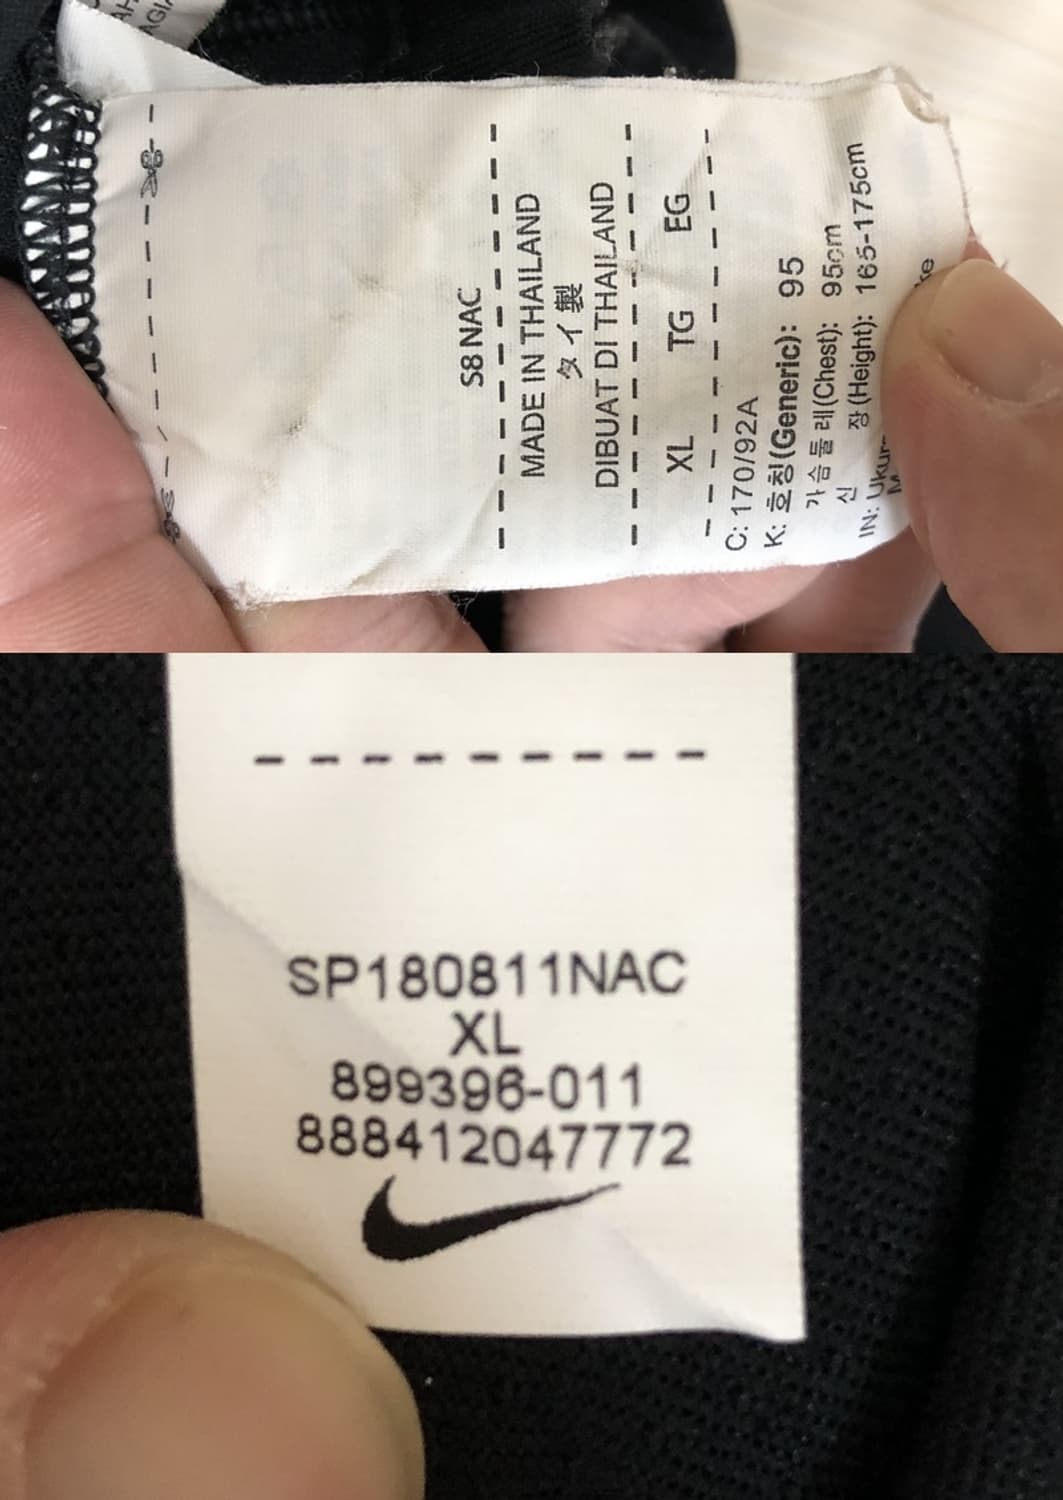 S8 NAC
MADE IN THAILAND
タイ製
DIBUAT DI THAILAND
XL TG EG
C: 170/92A
K: 호칭(Generic): 95
가슴둘레(Chest): 95cm
신 장(Height): 165-175cm
IN:
SP180811NAC
XL
899396-011
888412047772